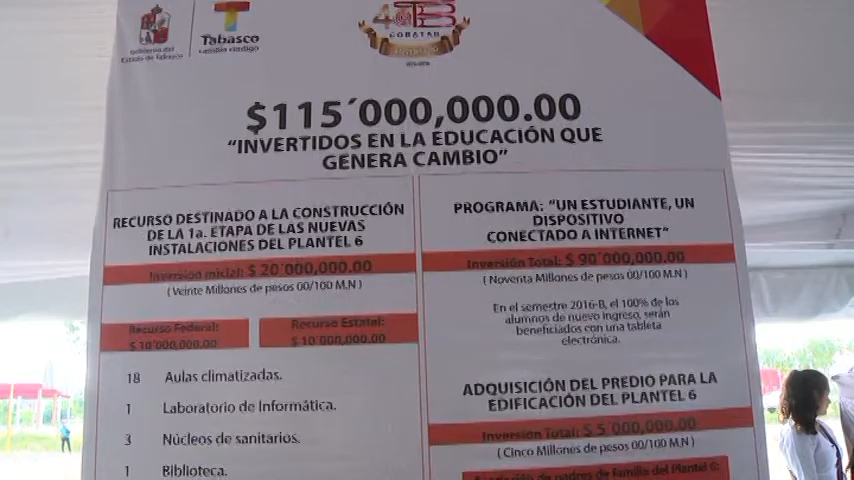 Gobierno del
Estado de Tabasco
Tabasco
cambia contigo
COBATAB
$115´000,000.00
“INVERTIDOS EN LA EDUCACIÓN QUE
GENERA CAMBIO”
RECURSO DESTINADO A LA CONSTRUCCIÓN
DE LA 1a. ETAPA DE LAS NUEVAS
INSTALACIONES DEL PLANTEL 6
Inversión Inicial: $ 20´000,000.00
( Veinte Millones de pesos 00/100 M.N )
Recurso Federal:
$ 10´000,000.00
Recurso Estatal:
$ 10´000,000.00
18 Aulas climatizadas.
1 Laboratorio de Informática.
3 Núcleos de sanitarios.
1 Biblioteca.
PROGRAMA: “UN ESTUDIANTE, UN
DISPOSITIVO
CONECTADO A INTERNET”
Inversión Total: $ 90´000,000.00
( Noventa Millones de pesos 00/100 M.N )
En el semestre 2016-B, el 100% de los
alumnos de nuevo ingreso, serán
beneficiados con una tableta
electrónica.
ADQUISICIÓN DEL PREDIO PARA LA
EDIFICACIÓN DEL PLANTEL 6
Inversión Total: $ 5´000,000.00
( Cinco Millones de pesos 00/100 M.N )
de padres de Familia del Plantel 6: